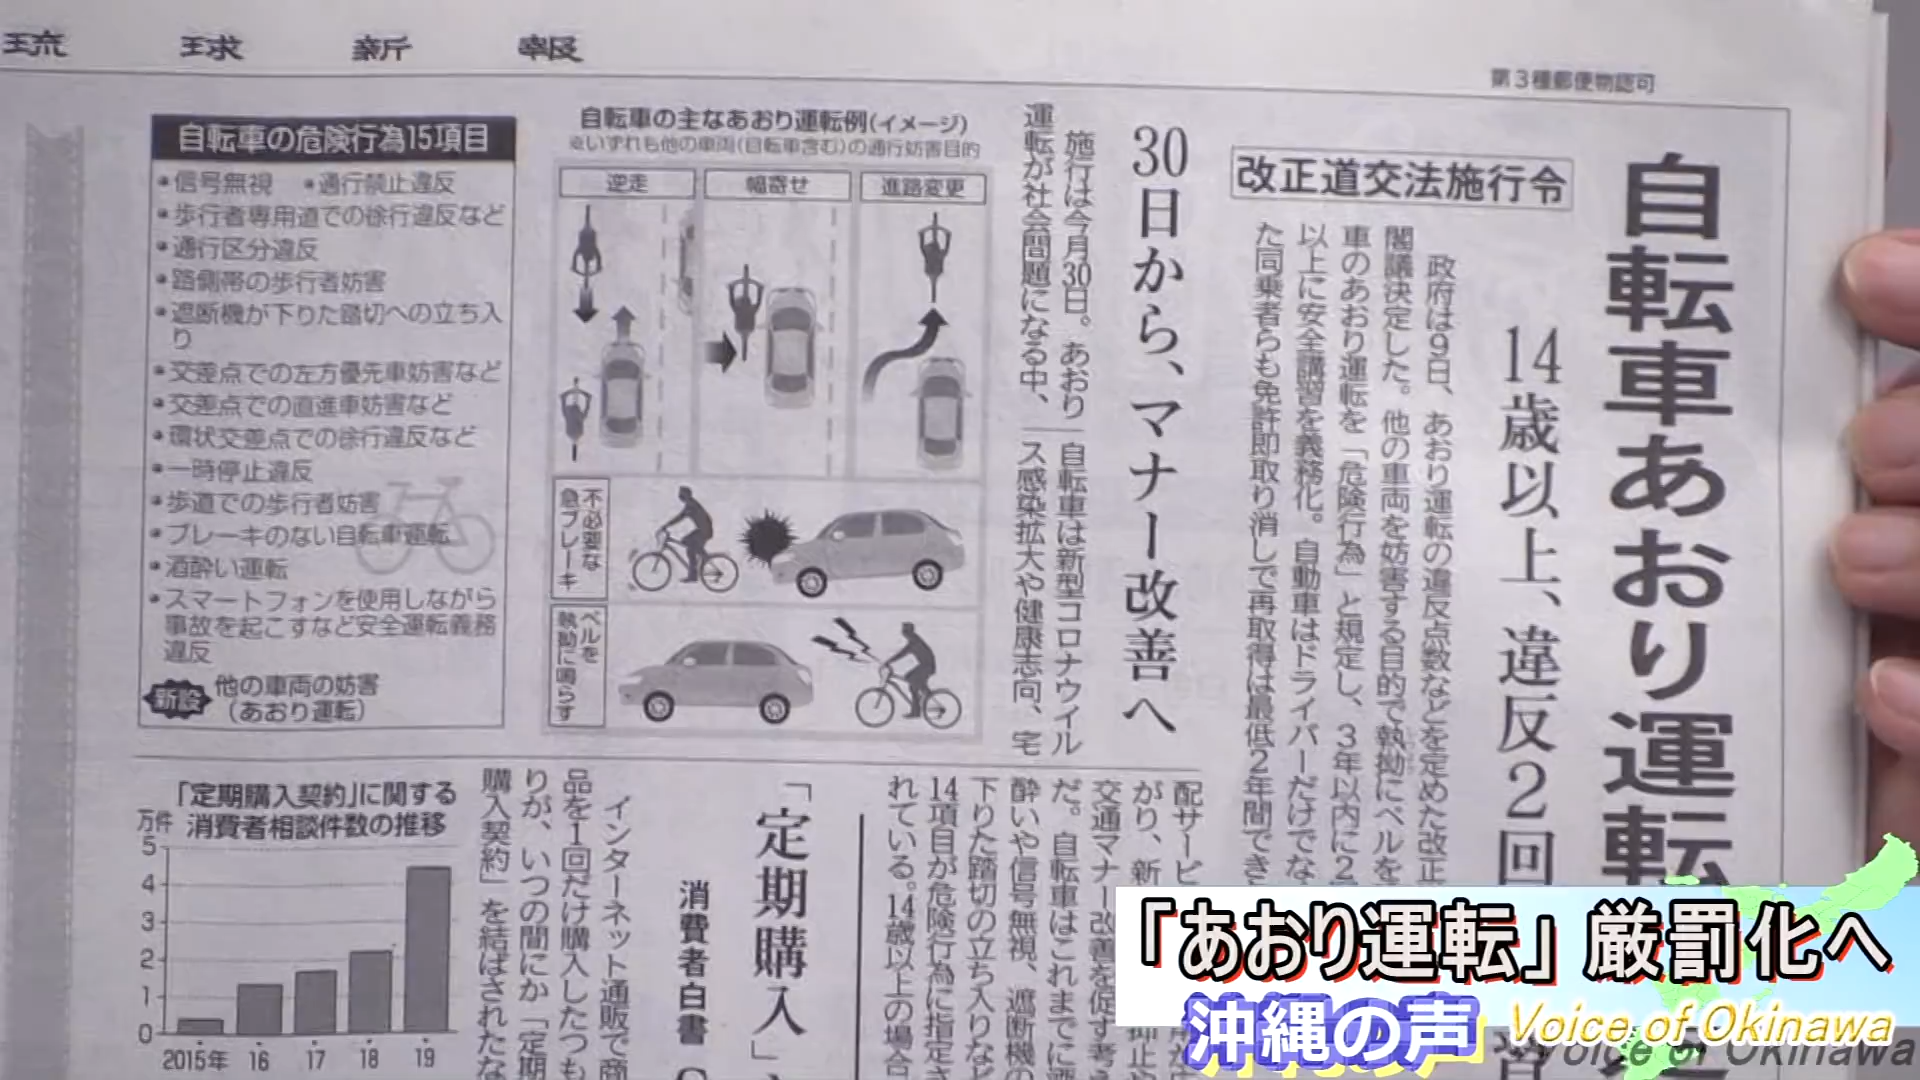 琉球新報
第3種郵便物認可
自転車あおり運転
14歳以上、違反2回
改正道交法施行令
30日から、マナー改善へ
政府は9日、あおり運転の違反点数などを定めた改正
閣議決定した。他の車両を妨害する目的で執拗にベルを
車のあおり運転を「危険行為」と規定し、3年以内に2
以上に安全講習を義務化。自動車はドライバーだけでな
た同乗者らも免許即取り消しで再取得は最低2年間でき
施行は今月30日。あおり
運転が社会問題になる中、
自転車は新型コロナウイル
ス感染拡大や健康志向、宅
配サービ
がり、新
交通マナー改善を促す考
だ。自転車はこれまでに酒
酔いや信号無視、遮断機の
下りた踏切の立ち入りなど
14項目が危険行為に指定さ
れている。14歳以上の場合
自転車の主なあおり運転例(イメージ)
※いずれも他の車両(自転車含む)の通行妨害目的
逆走
幅寄せ
進路変更
不必要な
急ブレーキ
ベルを
執拗に鳴らす
自転車の危険行為15項目
•信号無視 •通行禁止違反
•歩行者専用道での徐行違反など
•通行区分違反
•路側帯の歩行者妨害
•遮断機が下りた踏切への立ち入
り
•交差点での左方優先車妨害など
•交差点での直進車妨害など
•環状交差点での徐行違反など
•一時停止違反
•歩道での歩行者妨害
•ブレーキのない自転車運転
•酒酔い運転
•スマートフォンを使用しながら
事故を起こすなど安全運転義務
違反
新設 他の車両の妨害
(あおり運転)
「定期購入」
消費者白書
インターネット通販で商
品を1回だけ購入したつも
りが、いつの間にか「定期
購入契約」を結ばされたな
「定期購入契約」に関する
消費者相談件数の推移
万件
5
4
3
2
1
0
2015年 16 17 18 19
「あおり運転」厳罰化へ
沖縄の声 Voice of Okinawa
Voice of Okinawa